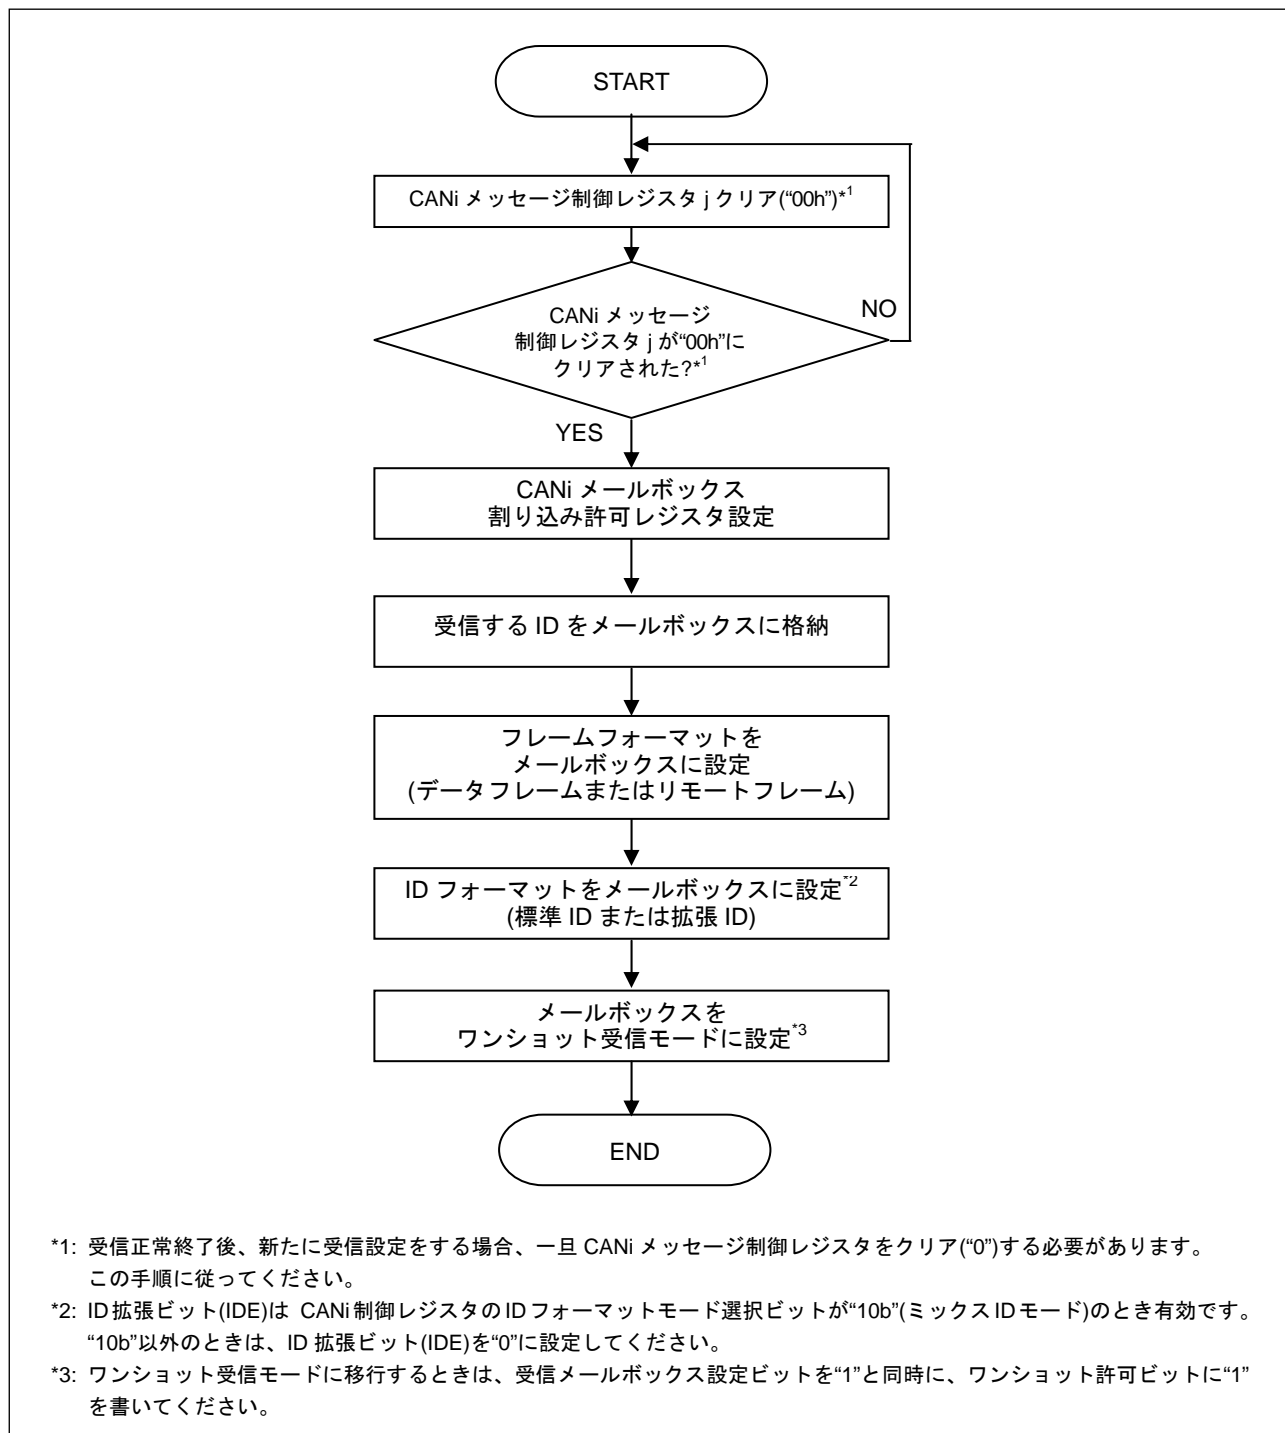 START
CANi メッセージ制御レジスタ j クリア(“00h”)*1
CANi メッセージ
制御レジスタ j が“00h”に
クリアされた?*1
NO
YES
CANi メールボックス
割り込み許可レジスタ設定
受信する ID をメールボックスに格納
フレームフォーマットを
メールボックスに設定
(データフレームまたはリモートフレーム)
ID フォーマットをメールボックスに設定*2
(標準 ID または拡張 ID)
メールボックスを
ワンショット受信モードに設定*3
END
*1: 受信正常終了後、新たに受信設定をする場合、一旦 CANi メッセージ制御レジスタをクリア(“0”)する必要があります。
この手順に従ってください。
*2: ID拡張ビット(IDE)は CANi制御レジスタのIDフォーマットモード選択ビットが“10b”(ミックスIDモード)のとき有効です。
“10b”以外のときは、ID 拡張ビット(IDE)を“0”に設定してください。
*3: ワンショット受信モードに移行するときは、受信メールボックス設定ビットを“1”と同時に、ワンショット許可ビットに“1”
を書いてください。